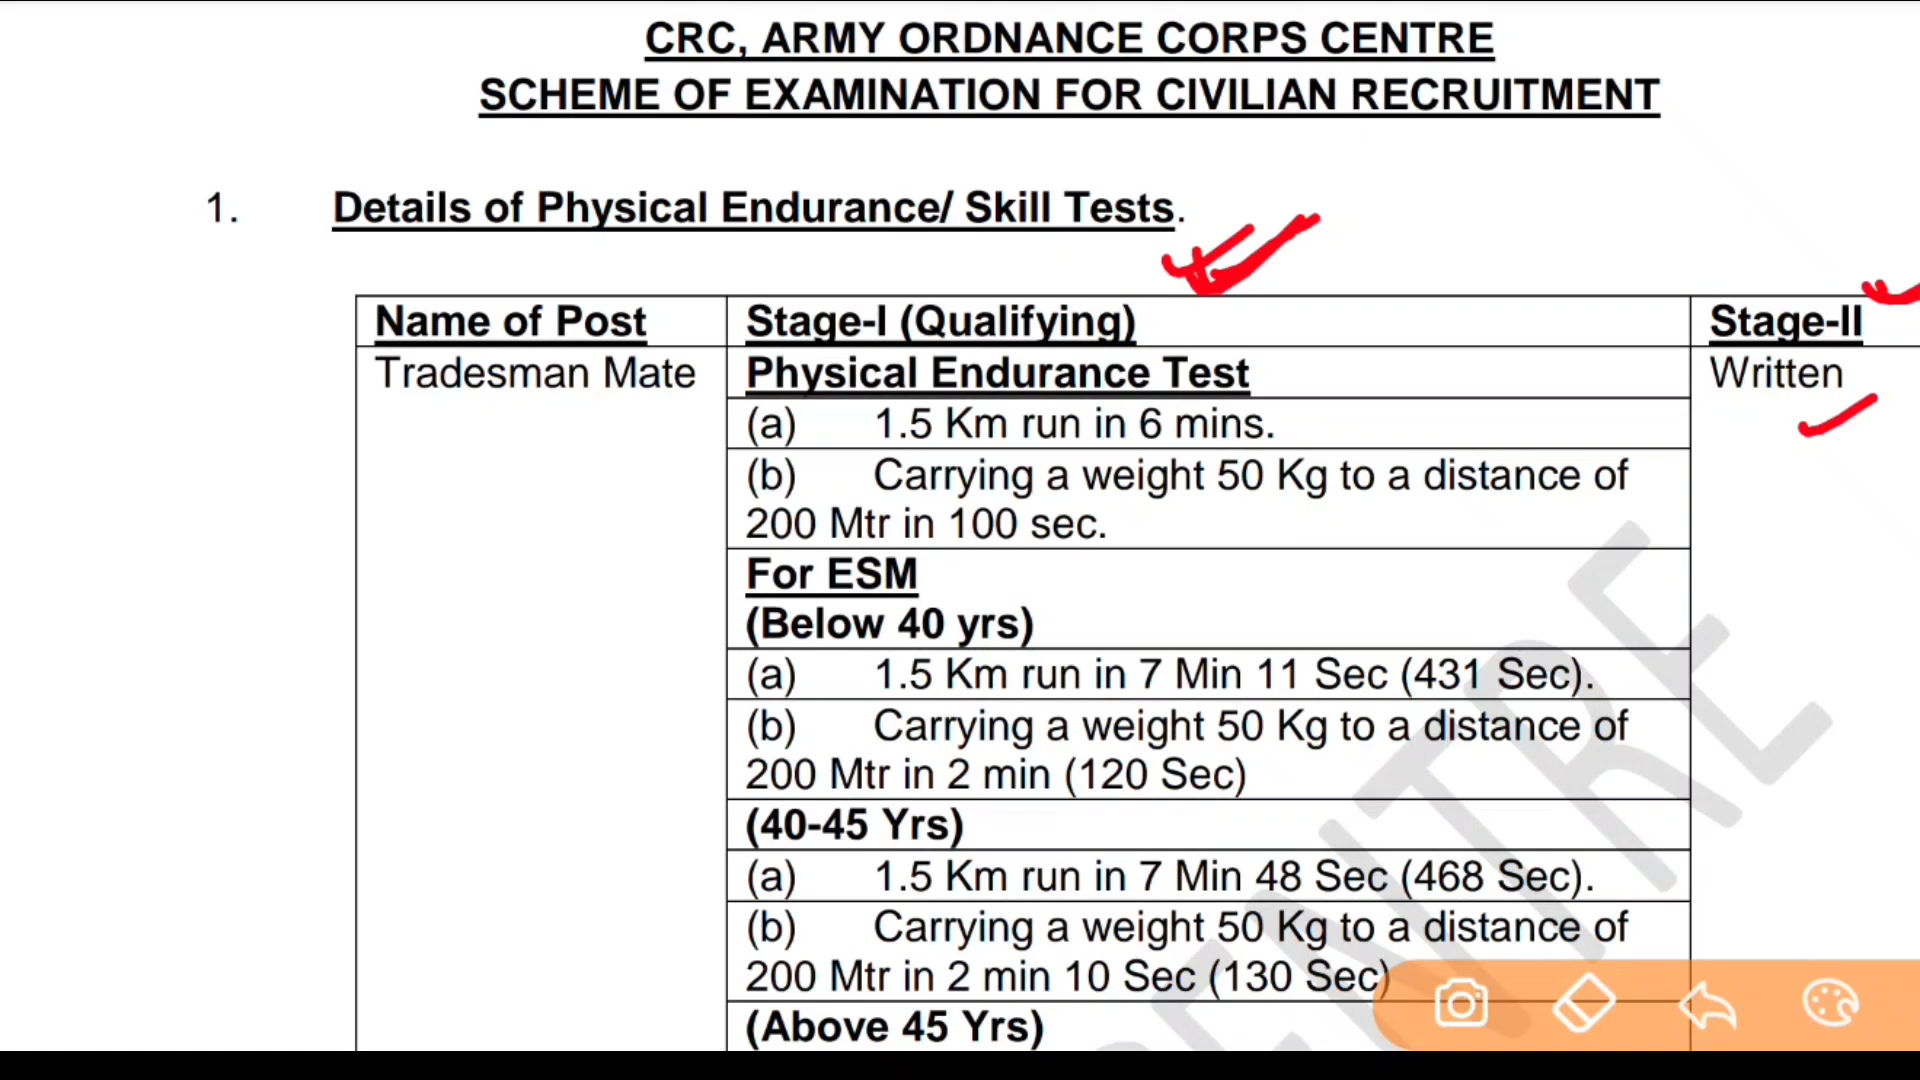 CRC, ARMY ORDNANCE CORPS CENTRE
SCHEME OF EXAMINATION FOR CIVILIAN RECRUITMENT
1. Details of Physical Endurance/ Skill Tests.
Name of Post Stage-I (Qualifying) Stage-II
Tradesman Mate Physical Endurance Test Written
(a) 1.5 Km run in 6 mins.
(b) Carrying a weight 50 Kg to a distance of
200 Mtr in 100 sec.
For ESM
(Below 40 yrs)
(a) 1.5 Km run in 7 Min 11 Sec (431 Sec).
(b) Carrying a weight 50 Kg to a distance of
200 Mtr in 2 min (120 Sec)
(40-45 Yrs)
(a) 1.5 Km run in 7 Min 48 Sec (468 Sec).
(b) Carrying a weight 50 Kg to a distance of
200 Mtr in 2 min 10 Sec (130 Sec)
(Above 45 Yrs)
ENTRE